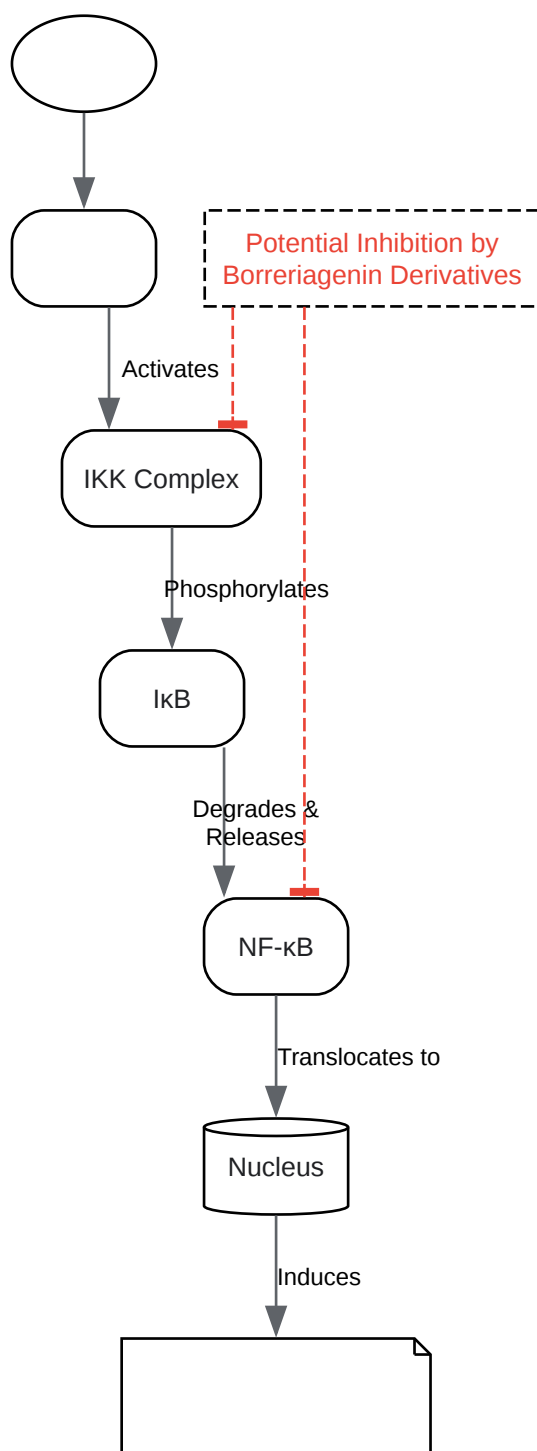 Potential Inhibition by
Borreriagenin Derivatives
Activates
IKK Complex
Phosphorylates
IκB
Degrades &
Releases
NF-κB
Translocates to
Nucleus
Induces